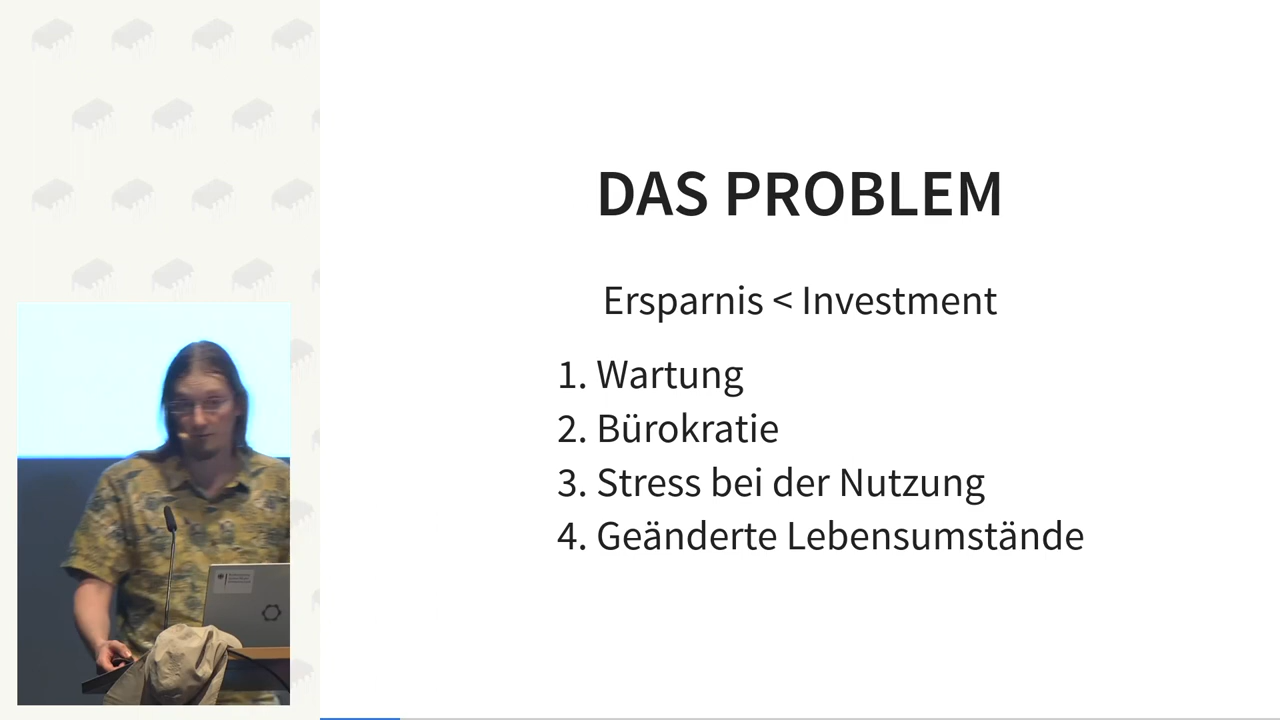 DAS PROBLEM
Ersparnis < Investment
1. Wartung
2. Bürokratie
3. Stress bei der Nutzung
4. Geänderte Lebensumstände